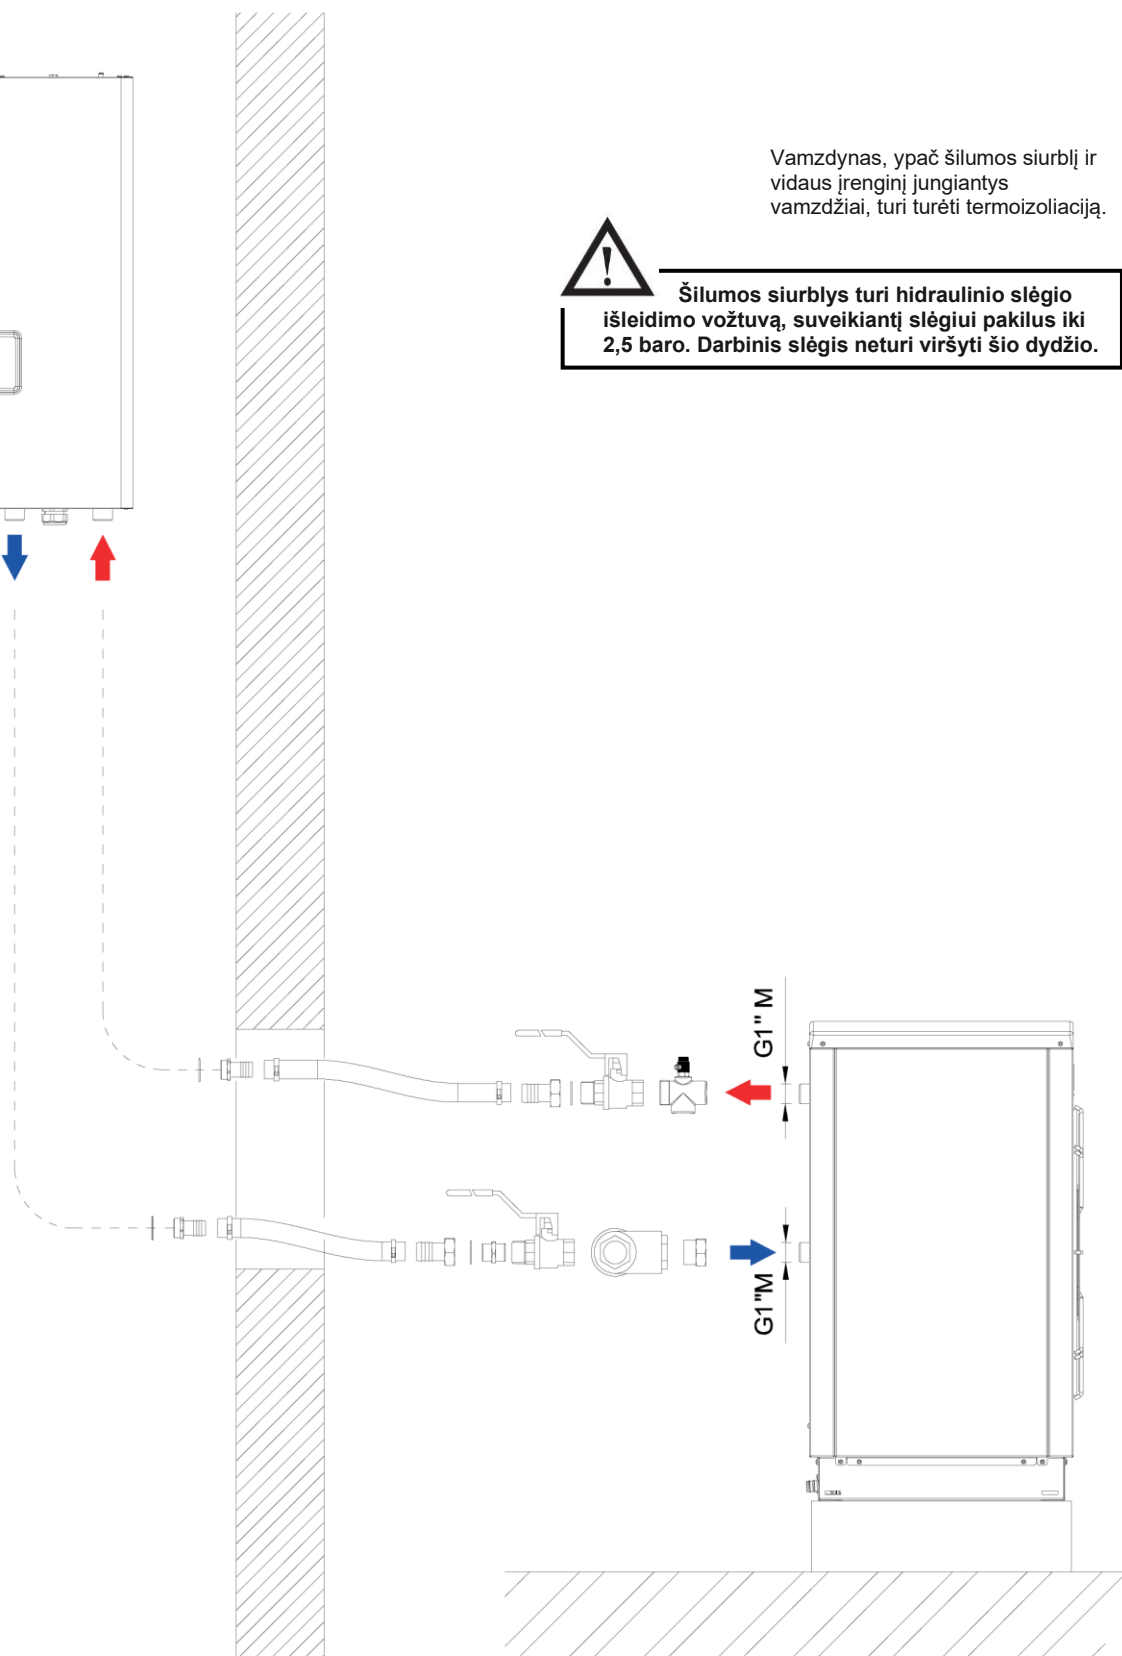 Vamzdynas, ypač šilumos siurblį ir
vidaus įrenginį jungiantys
vamzdžiai, turi turėti termoizoliaciją.
!
Šilumos siurblys turi hidraulinio slėgio
išleidimo vožtuvą, suveikiantį slėgiui pakilus iki
2,5 baro. Darbinis slėgis neturi viršyti šio dydžio.
G1" M
G1"M